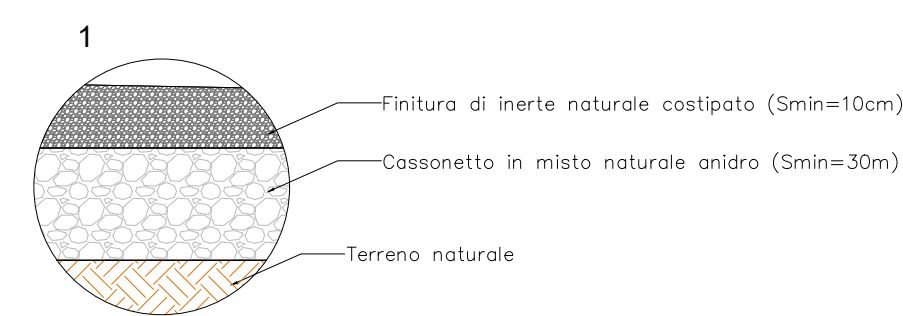 1
Finitura di inerte naturale costipato (Smin=10cm)
Cassonetto in misto naturale anidro (Smin=30m)
Terreno naturale